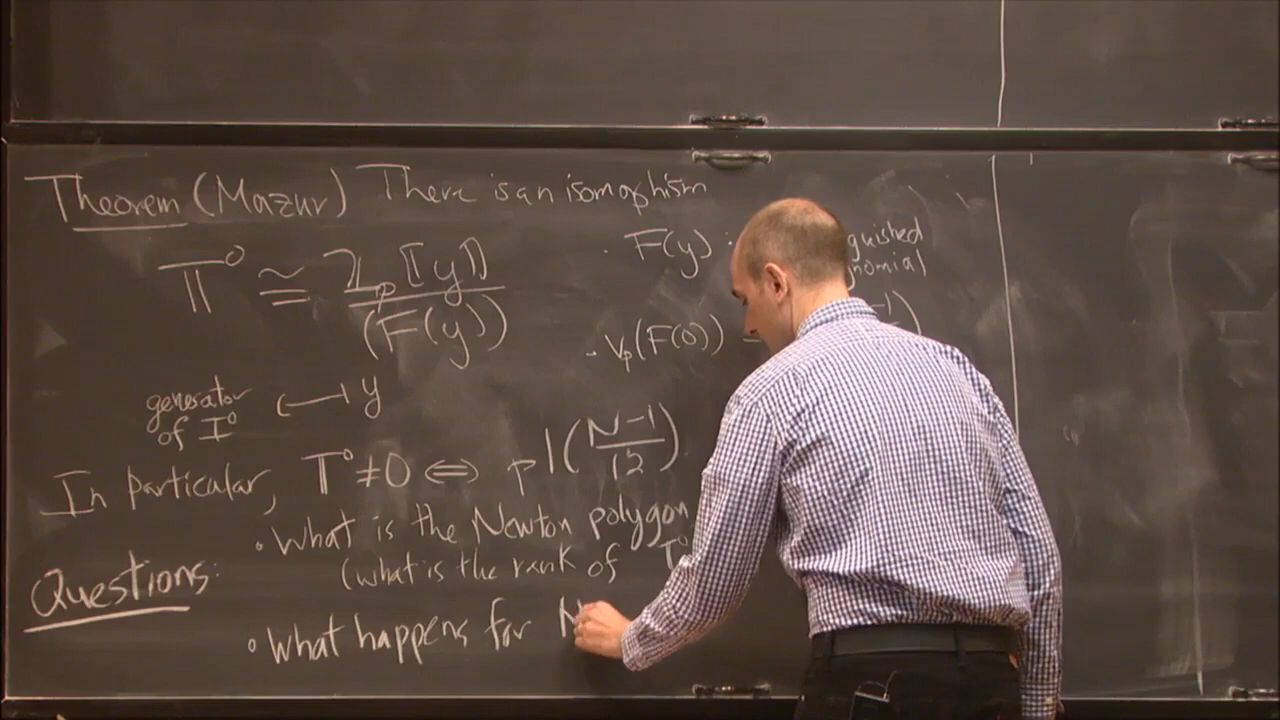 Theorem (Mazur) There is an isomorphism
𝕋⁰ ≃ ℤₚ[[y]] / (F(y))
· F(y) :
· vₚ(F(0)) =
generator of I⁰ ⟵| y
In particular, 𝕋⁰ ≠ 0 ⇔ p | (N-1 / 12).
Questions:
· What is the Newton polygon
(what is the rank of 𝕋⁰
· What happens for N